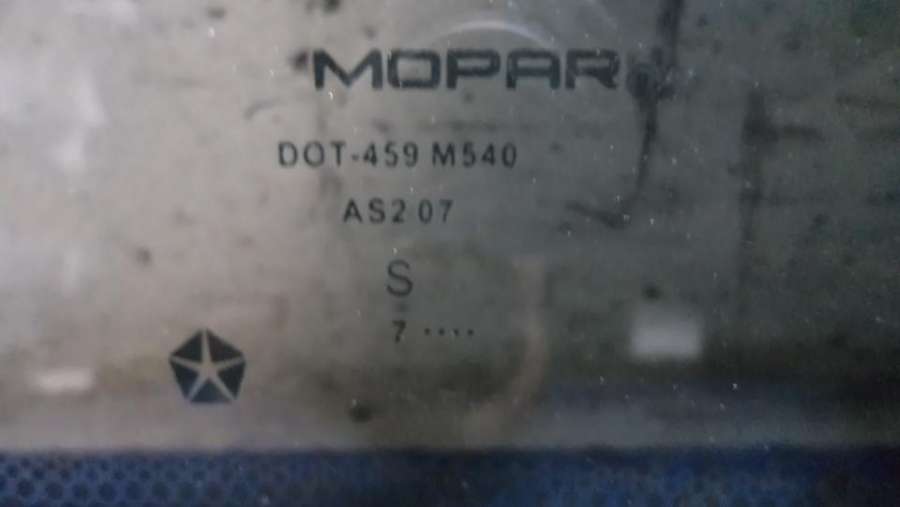 MOPAR
DOT-459 M540
AS2 07
S
7 ····